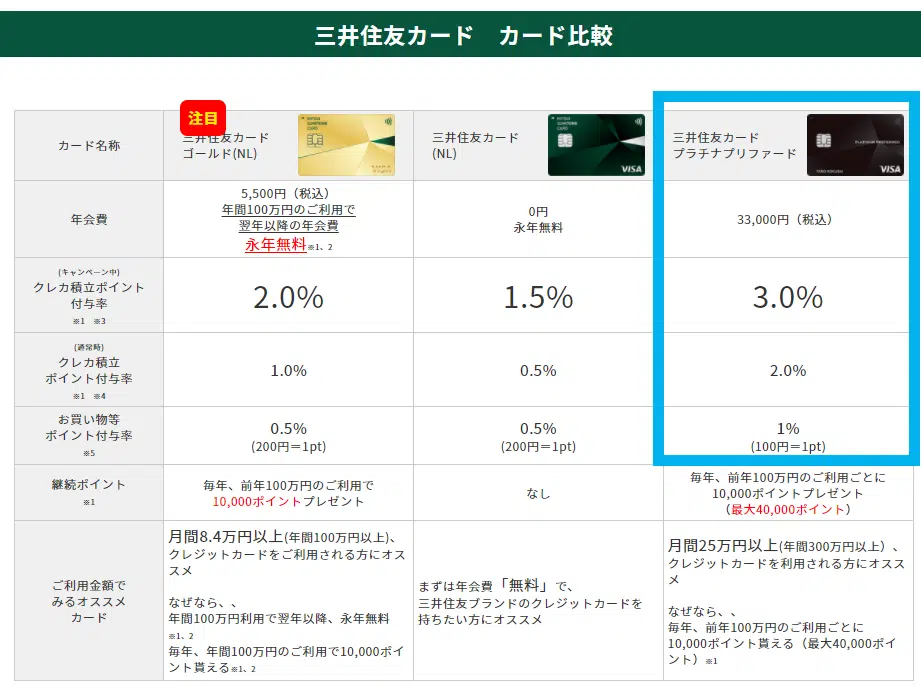 三井住友カード　カード比較
注目
カード名称
三井住友カード
ゴールド(NL)
三井住友カード
(NL)
VISA
三井住友カード
プラチナプリファード
PLATINUM PREFERRED
VISA
年会費
5,500円（税込）
年間100万円のご利用で
翌年以降の年会費
永年無料※1、2
0円
永年無料
33,000円（税込）
(キャンペーン中)
クレカ積立ポイント
付与率
※1　※3
2.0%
1.5%
3.0%
(通常時)
クレカ積立
ポイント付与率
※1　※4
1.0%
0.5%
2.0%
お買い物等
ポイント付与率
※5
0.5%
(200円＝1pt)
0.5%
(200円＝1pt)
1%
(100円＝1pt)
継続ポイント
※1
毎年、前年100万円のご利用で
10,000ポイントプレゼント
なし
毎年、前年100万円のご利用ごとに
10,000ポイントプレゼント
（最大40,000ポイント）
ご利用金額で
みるオススメ
カード
月間8.4万円以上(年間100万円以上)、
クレジットカードをご利用される方にオス
スメ
なぜなら、、
年間100万円利用で翌年以降、永年無料
※1、2
毎年、年間100万円のご利用で10,000ポイ
ント貰える※1、2
まずは年会費「無料」で、
三井住友ブランドのクレジットカードを
持ちたい方にオススメ
月間25万円以上(年間300万円以上）、
クレジットカードを利用される方にオスス
メ
なぜなら、、
毎年、前年100万円のご利用ごとに
10,000ポイント貰える（最大40,000ポイ
ント）※1